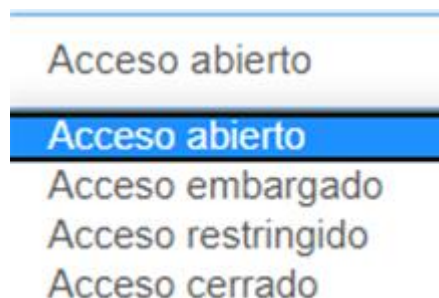 Acceso abierto
Acceso abierto
Acceso embargado
Acceso restringido
Acceso cerrado